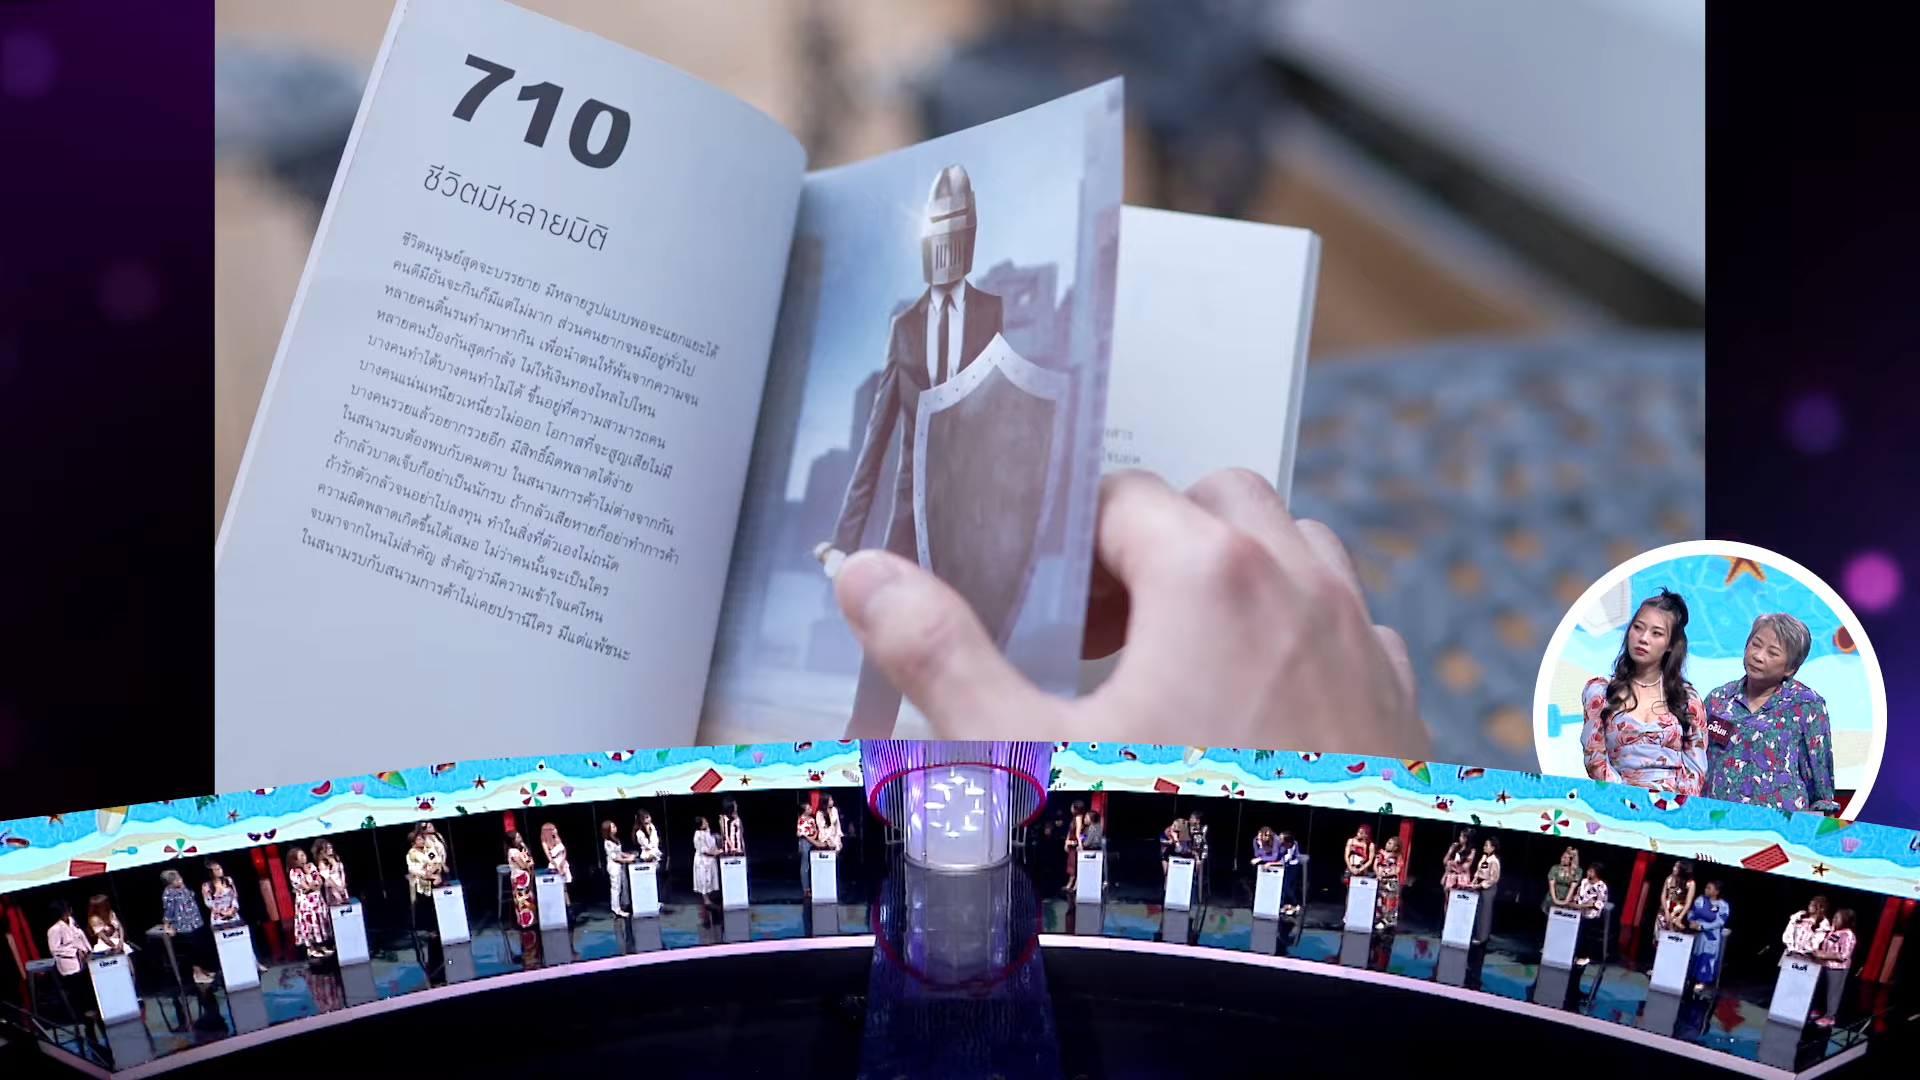 710
ชีวิตมีหลายมิติ
ชีวิตมนุษย์สุดจะบรรยาย มีหลายรูปแบบพอจะแยกแยะได้
คนดีมีอันจะกินก็มีแต่ไม่มาก ส่วนคนยากจนมีอยู่ทั่วไป
หลายคนดิ้นรนทำมาหากิน เพื่อนำตนให้พ้นจากความจน
หลายคนป้องกันสุดกำลัง ไม่ให้เงินทองไหลไปไหน
บางคนทำได้บางคนทำไม่ได้ ขึ้นอยู่ที่ความสามารถคน
บางคนแน่นเหนียวเหนี่ยวไม่ออก โอกาสที่จะสูญเสียไม่มี
บางคนรวยแล้วอยากรวยอีก มีสิทธิ์ผิดพลาดได้ง่าย
ในสนามรบต้องพบกับคมดาบ ในสนามการค้าไม่ต่างจากกัน
ถ้ากลัวบาดเจ็บก็อย่าเป็นนักรบ ถ้ากลัวเสียหายก็อย่าทำการค้า
ถ้ารักตัวกลัวจนอย่าไปลงทุน ทำในสิ่งที่ตัวเองไม่ถนัด
ความผิดพลาดเกิดขึ้นได้เสมอ ไม่ว่าคนนั้นจะเป็นใคร
จบมาจากไหนไม่สำคัญ สำคัญว่ามีความเข้าใจแค่ไหน
ในสนามรบกับสนามการค้าไม่เคยปรานีใคร มีแต่แพ้ชนะ